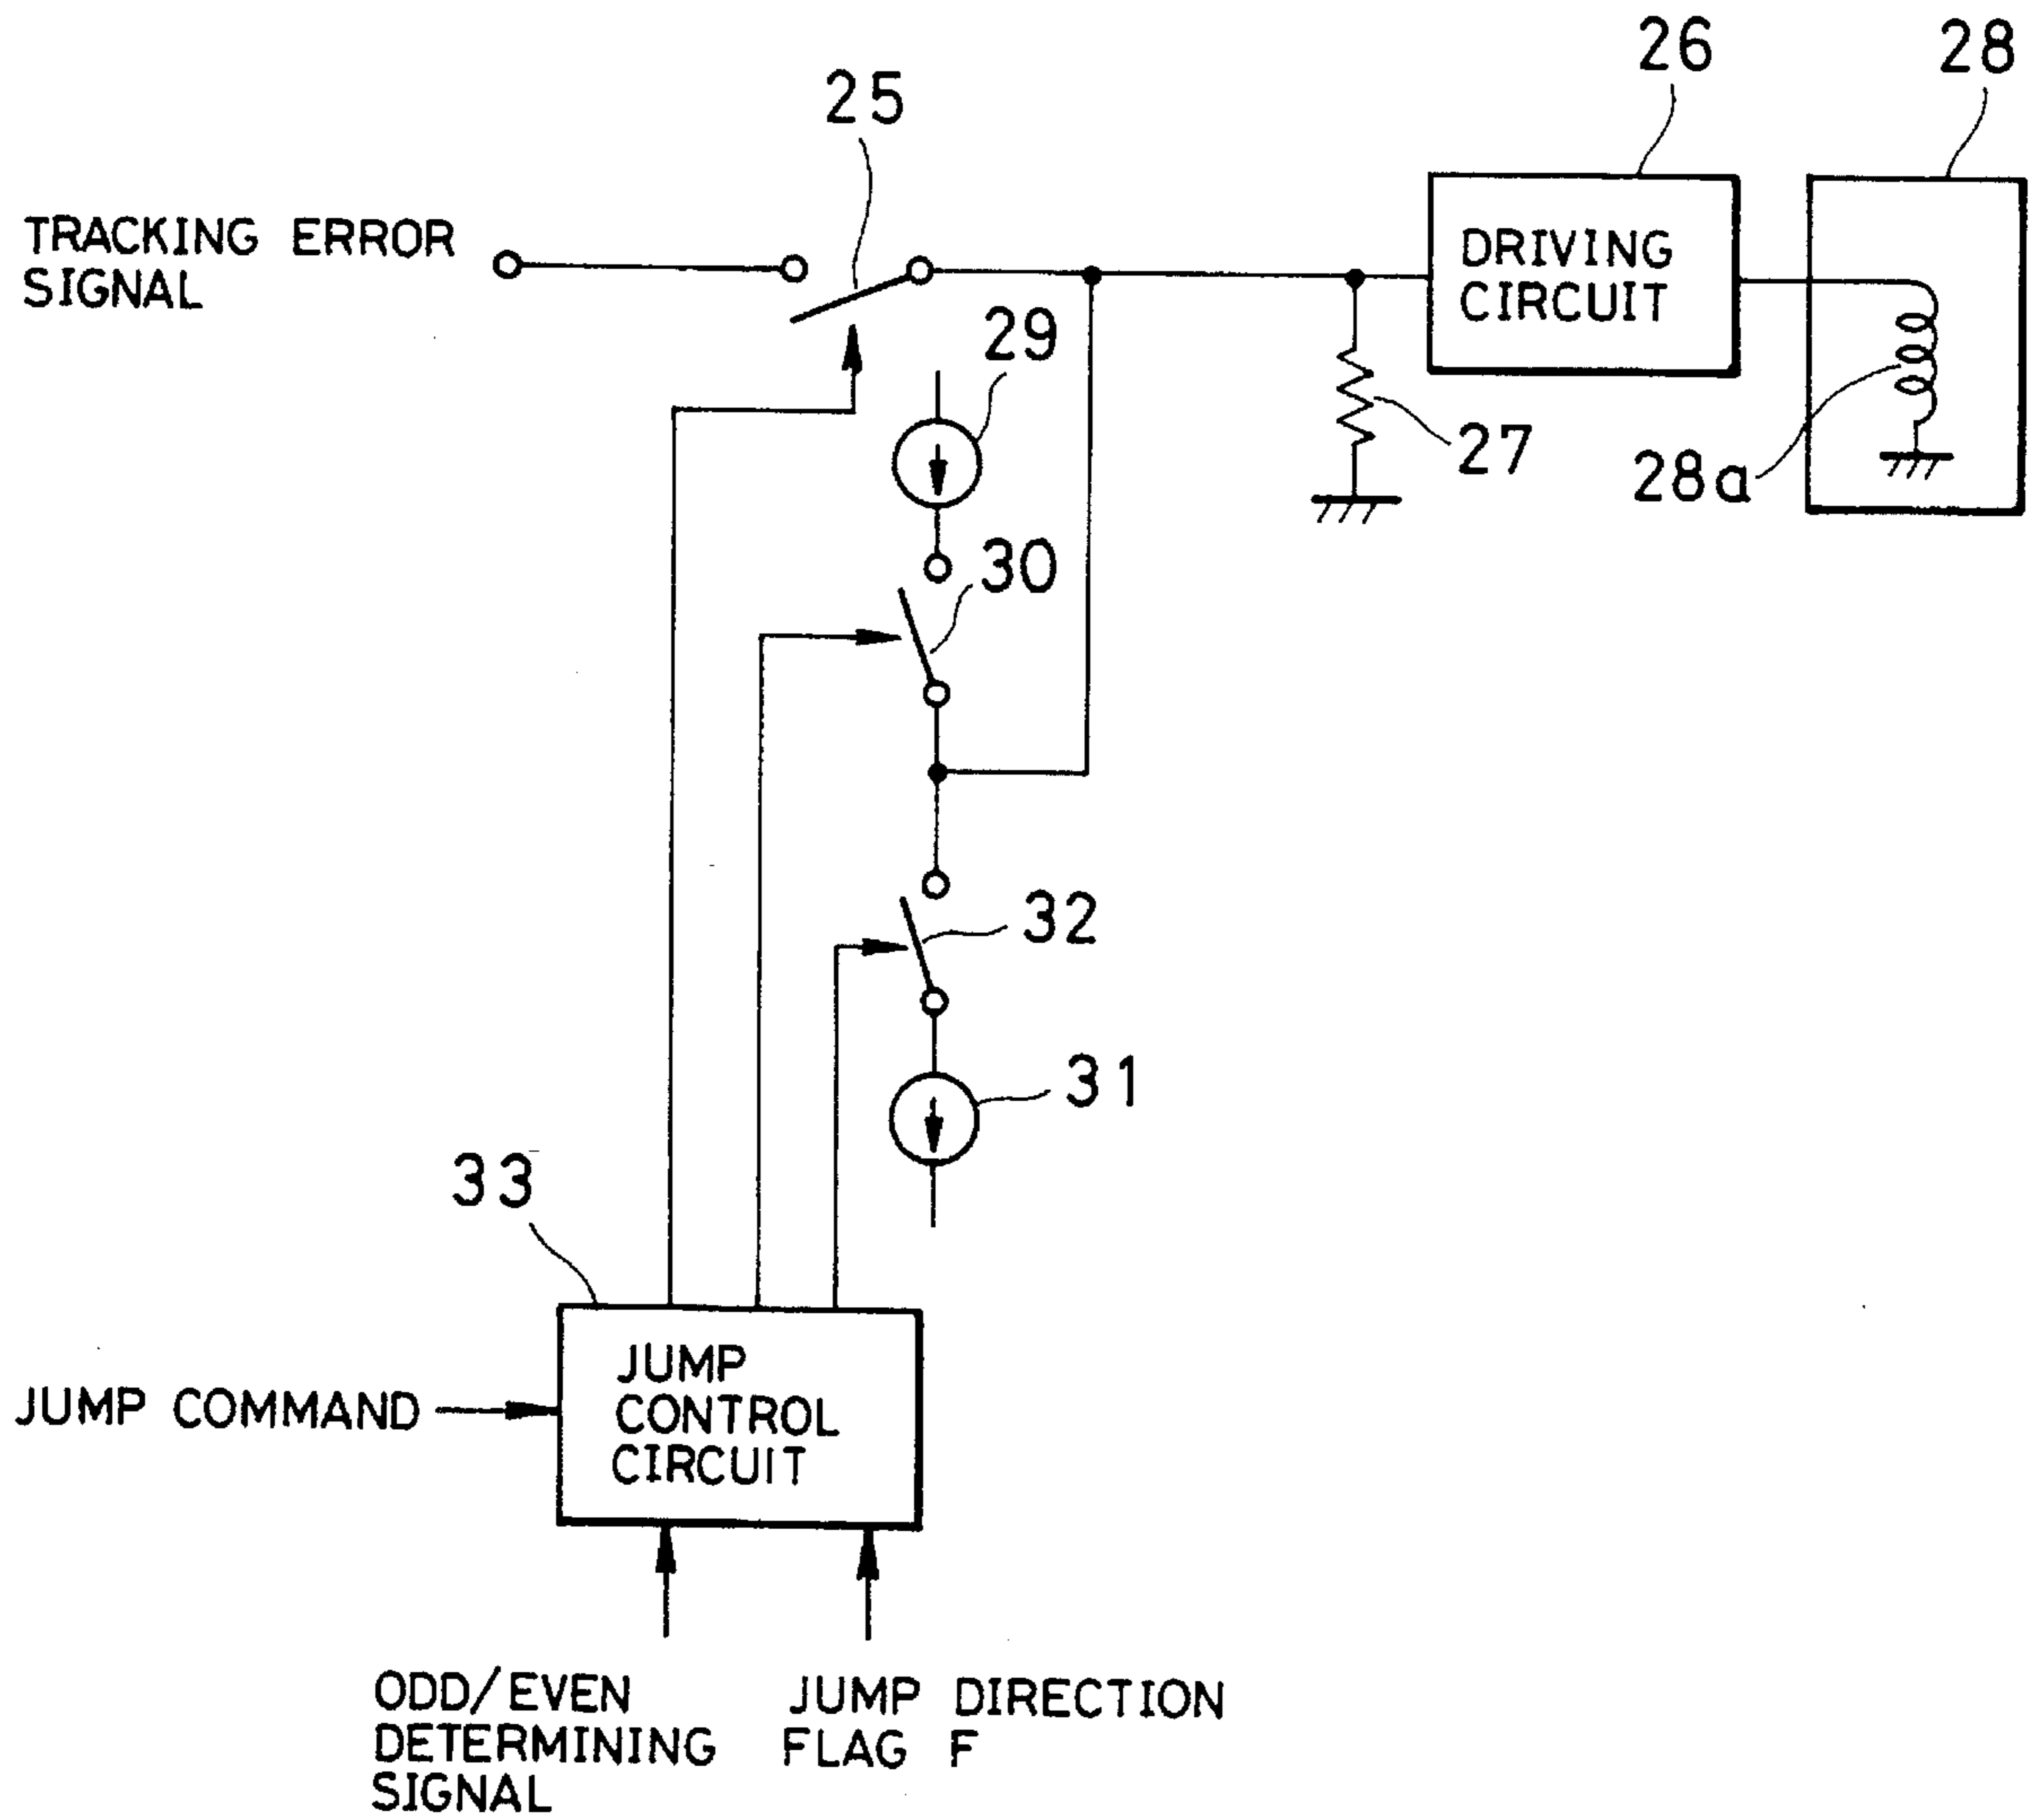 26
28
25
TRACKING ERROR
SIGNAL
DRIVING
CIRCUIT
29
27
28a
30
32
31
33
JUMP
CONTROL
CIRCUIT
JUMP COMMAND
ODD/EVEN
DETERMINING
SIGNAL
JUMP DIRECTION
FLAG F